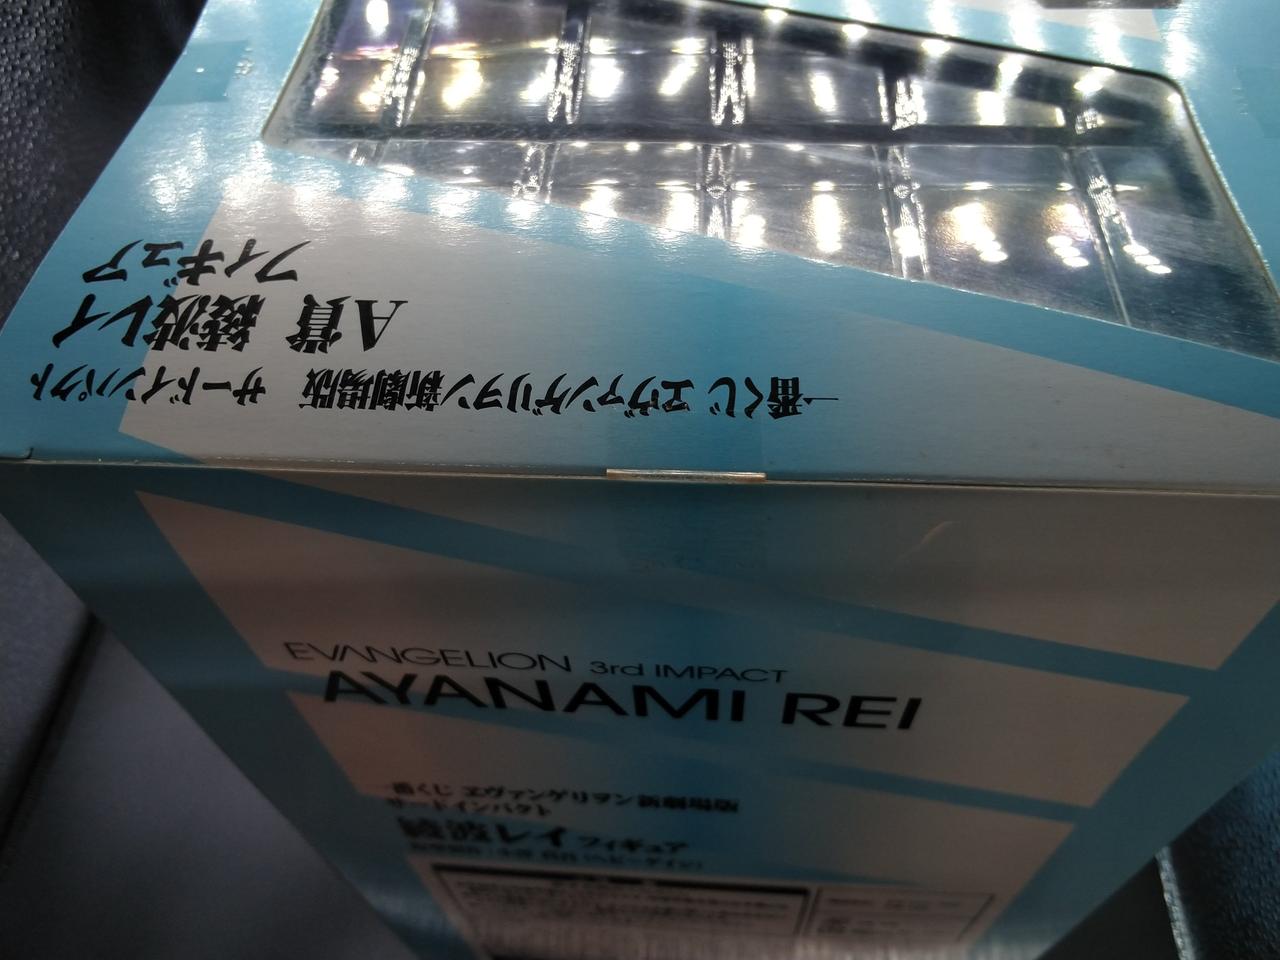 一番くじ ヱヴァンゲリヲン新劇場版 サードインパクト
A賞 綾波レイ
フィギュア
EVANGELION 3rd IMPACT
AYANAMI REI
一番くじ ヱヴァンゲリヲン新劇場版
サードインパクト
綾波レイ フィギュア